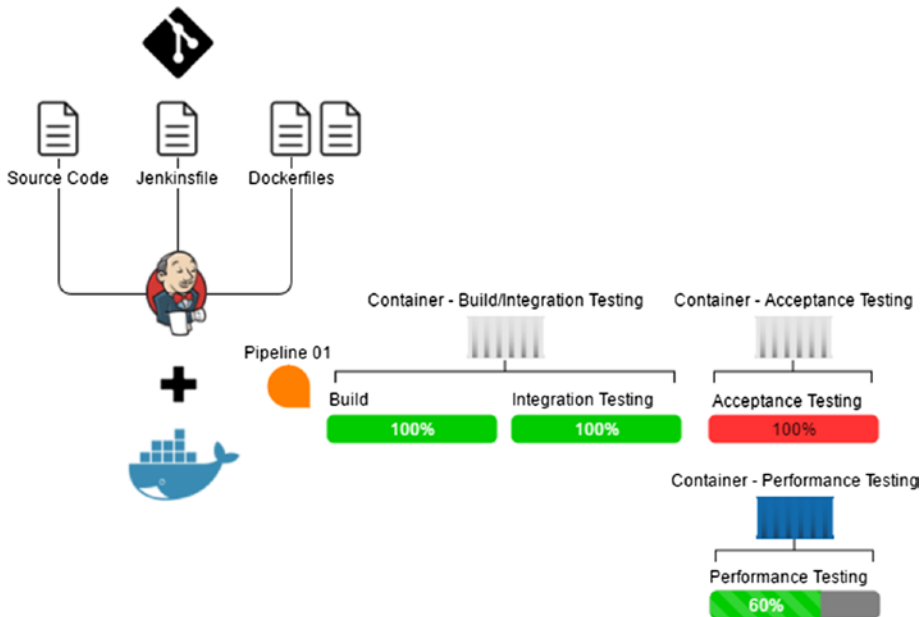 Source Code
Jenkinsfile
Dockerfiles
Container - Build/Integration Testing
Container - Acceptance Testing
Pipeline 01
Build
Integration Testing
Acceptance Testing
100%
100%
100%
Container - Performance Testing
Performance Testing
60%